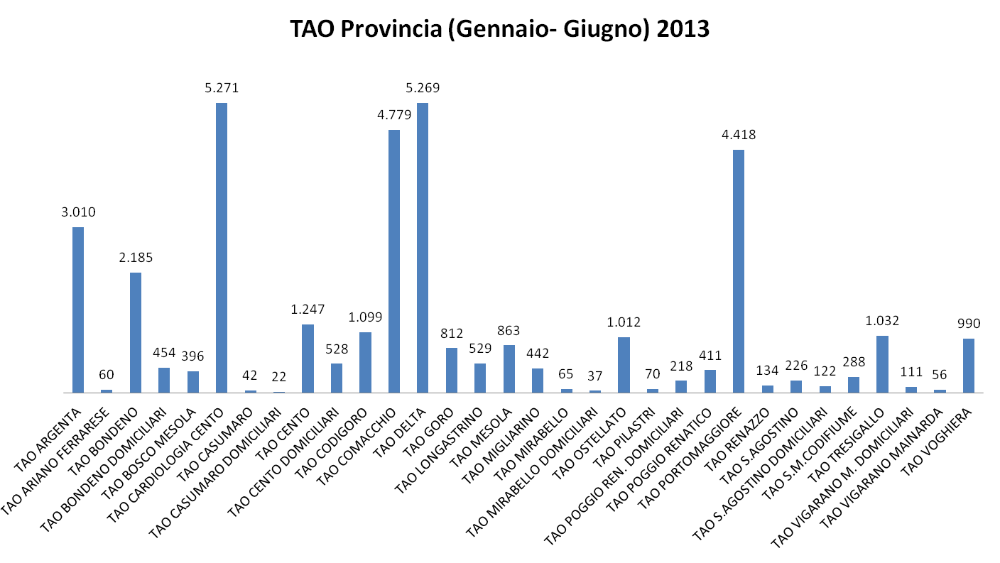 TAO Provincia (Gennaio- Giugno) 2013
3.010
60
2.185
454
396
5.271
42
22
1.247
528
1.099
4.779
5.269
812
529
863
442
65
37
1.012
70
218
411
4.418
134
226
122
288
1.032
111
56
990
TAO ARGENTA
TAO ARIANO FERRARESE
TAO BONDENO
TAO BONDENO DOMICILIARI
TAO BOSCO MESOLA
TAO CARDIOLOGIA CENTO
TAO CASUMARO
TAO CASUMARO DOMICILIARI
TAO CENTO
TAO CENTO DOMICILIARI
TAO CODIGORO
TAO COMACCHIO
TAO DELTA
TAO GORO
TAO LONGASTRINO
TAO MESOLA
TAO MIGLIARINO
TAO MIRABELLO
TAO MIRABELLO DOMICILIARI
TAO OSTELLATO
TAO PILASTRI
TAO POGGIO REN. DOMICILIARI
TAO POGGIO RENATICO
TAO PORTOMAGGIORE
TAO RENAZZO
TAO S.AGOSTINO
TAO S.AGOSTINO DOMICILIARI
TAO S.M.CODIFIUME
TAO TRESIGALLO
TAO VIGARANO M. DOMICILIARI
TAO VIGARANO MAINARDA
TAO VOGHIERA